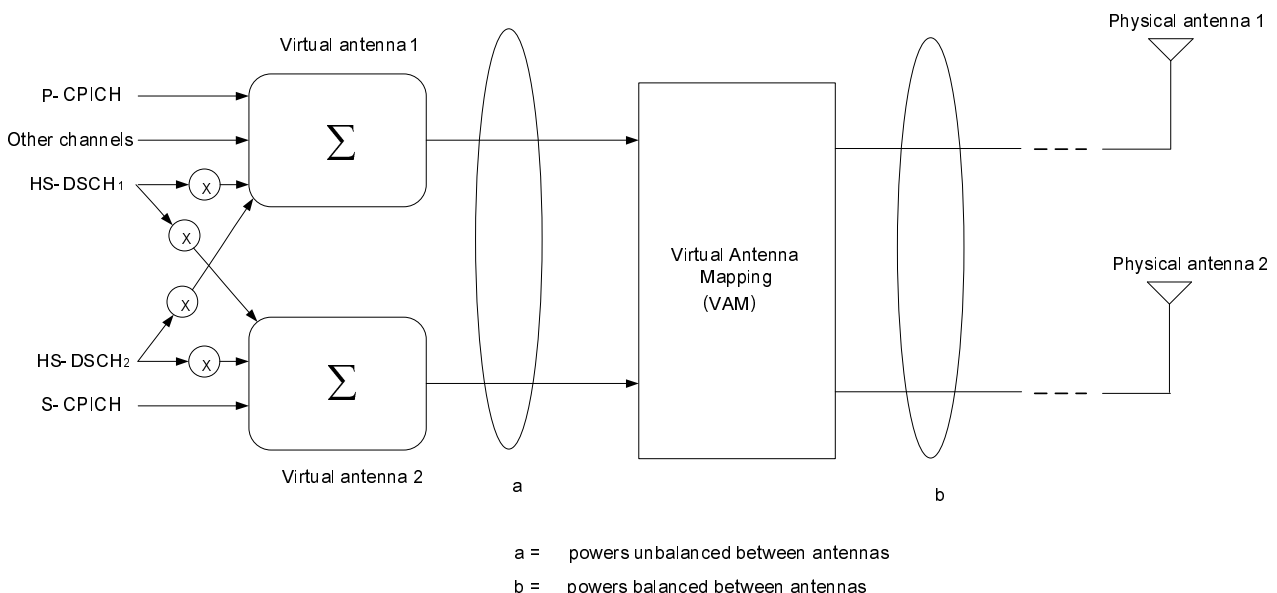 Physical antenna 1
Virtual antenna 1
P-CPICH
Other channels
HS-DSCH1
X
X
X
HS-DSCH2
X
S-CPICH
Σ
Σ
Virtual antenna 2
Virtual Antenna
Mapping
(VAM)
Physical antenna 2
a
b
a = powers unbalanced between antennas
b = powers balanced between antennas